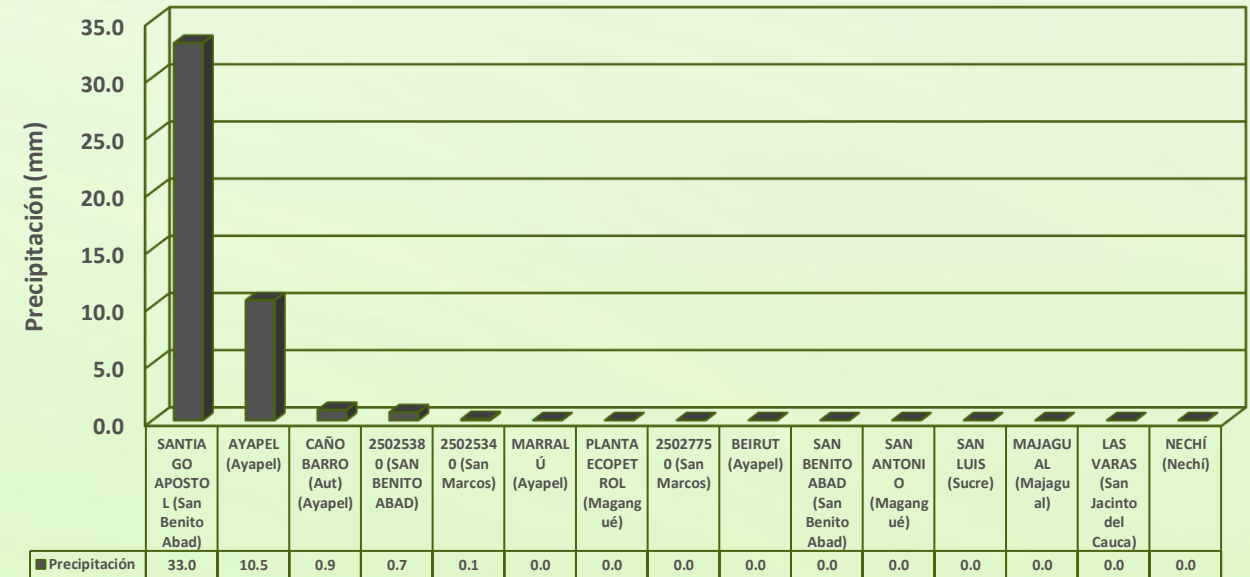 Precipitación (mm)
35.0
30.0
25.0
20.0
15.0
10.0
5.0
0.0
SANTIA
GO
APOSTO
L (San
Benito
Abad)
AYAPEL
(Ayapel)
CAÑO
BARRO
(Aut)
(Ayapel)
2502538
0 (SAN
BENITO
ABAD)
2502534
0 (San
Marcos)
MARRAL
Ú
(Ayapel)
PLANTA
ECOPET
ROL
(Magang
ué)
2502775
0 (San
Marcos)
BEIRUT
(Ayapel)
SAN
BENITO
ABAD
(San
Benito
Abad)
SAN
ANTONI
O
(Magang
ué)
SAN
LUIS
(Sucre)
MAJAGU
AL
(Majagu
al)
LAS
VARAS
(San
Jacinto
del
Cauca)
NECHÍ
(Nechí)
Precipitación 33.0 10.5 0.9 0.7 0.1 0.0 0.0 0.0 0.0 0.0 0.0 0.0 0.0 0.0 0.0